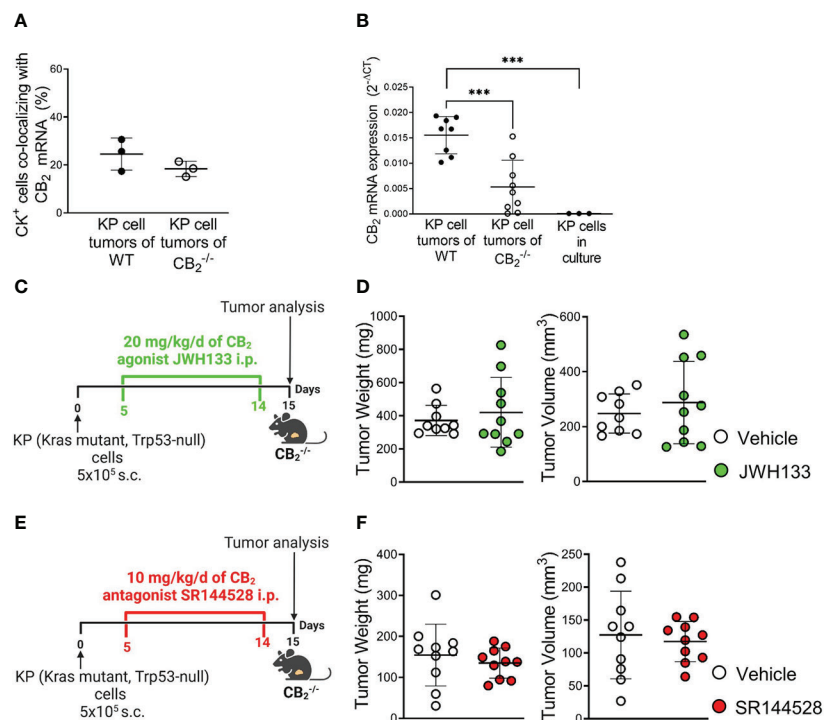 A
CK+ cells co-localizing with
CB2 mRNA (%)
60
40
20
0
KP cell
tumors of
WT
KP cell
tumors of
CB2-/-
B
CB2 mRNA expression (2-ΔCT)
0.025
0.020
0.015
0.010
0.005
0.000
***
***
KP cell
tumors of
WT
KP cell
tumors of
CB2-/-
KP cells
in
culture
C
Tumor analysis
20 mg/kg/d of CB2
agonist JWH133 i.p.
0
5
14
15
Days
KP (Kras mutant, Trp53-null)
cells
5x105 s.c.
CB2-/-
D
Tumor Weight (mg)
1000
800
600
400
200
0
Tumor Volume (mm3)
600
400
200
0
Vehicle
JWH133
E
Tumor analysis
10 mg/kg/d of CB2
antagonist SR144528 i.p.
0
5
14
15
Days
KP (Kras mutant, Trp53-null)
cells
5x105 s.c.
CB2-/-
F
Tumor Weight (mg)
400
300
200
100
0
Tumor Volume (mm3)
250
200
150
100
50
0
Vehicle
SR144528